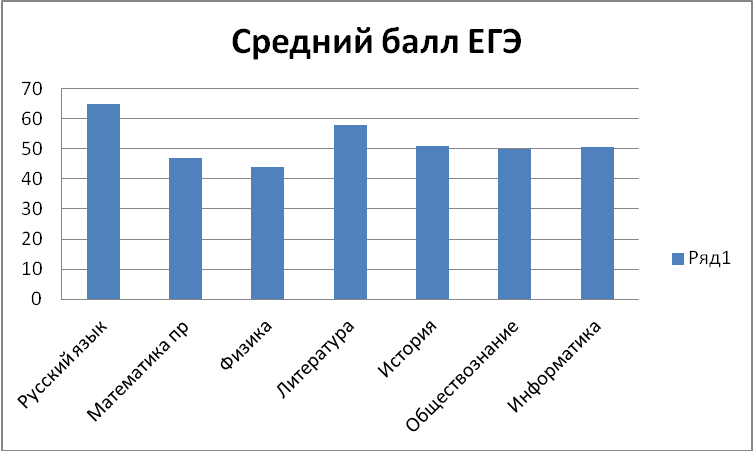 Средний балл ЕГЭ
70
60
50
40
30
20
10
0
Русский язык
Математика пр
Физика
Литература
История
Обществознание
Информатика
Ряд1